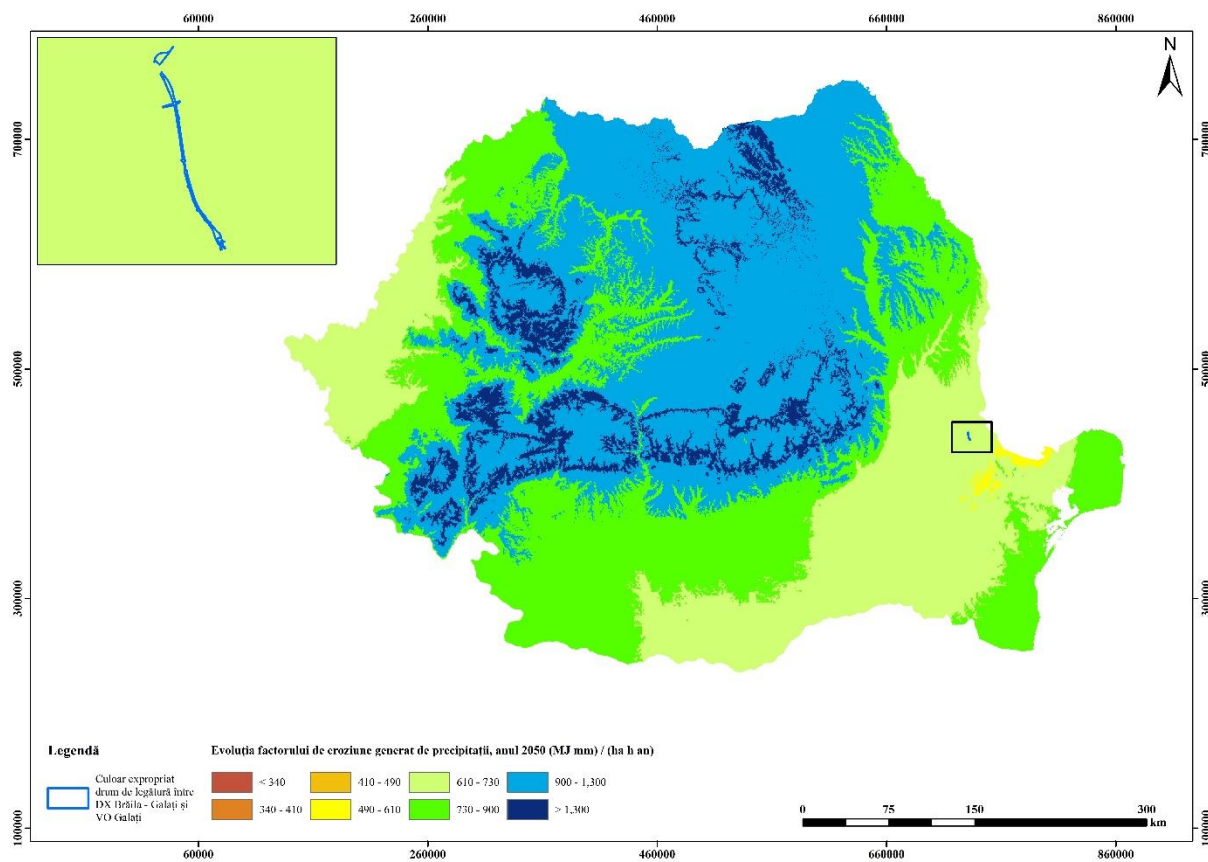 60000 260000 460000 660000 860000
N
700000 700000
500000 500000
300000 300000
100000 100000
Legendă
Culoar expropriat
drum de legătură între
DX Brăila - Galați și
VO Galați
Evoluția factorului de eroziune generat de precipitații, anul 2050 (MJ mm) / (ha h an)
< 340 410 - 490 610 - 730 900 - 1,300
340 - 410 490 - 610 730 - 900 > 1,300
0 75 150 300
km
60000 260000 460000 660000 860000